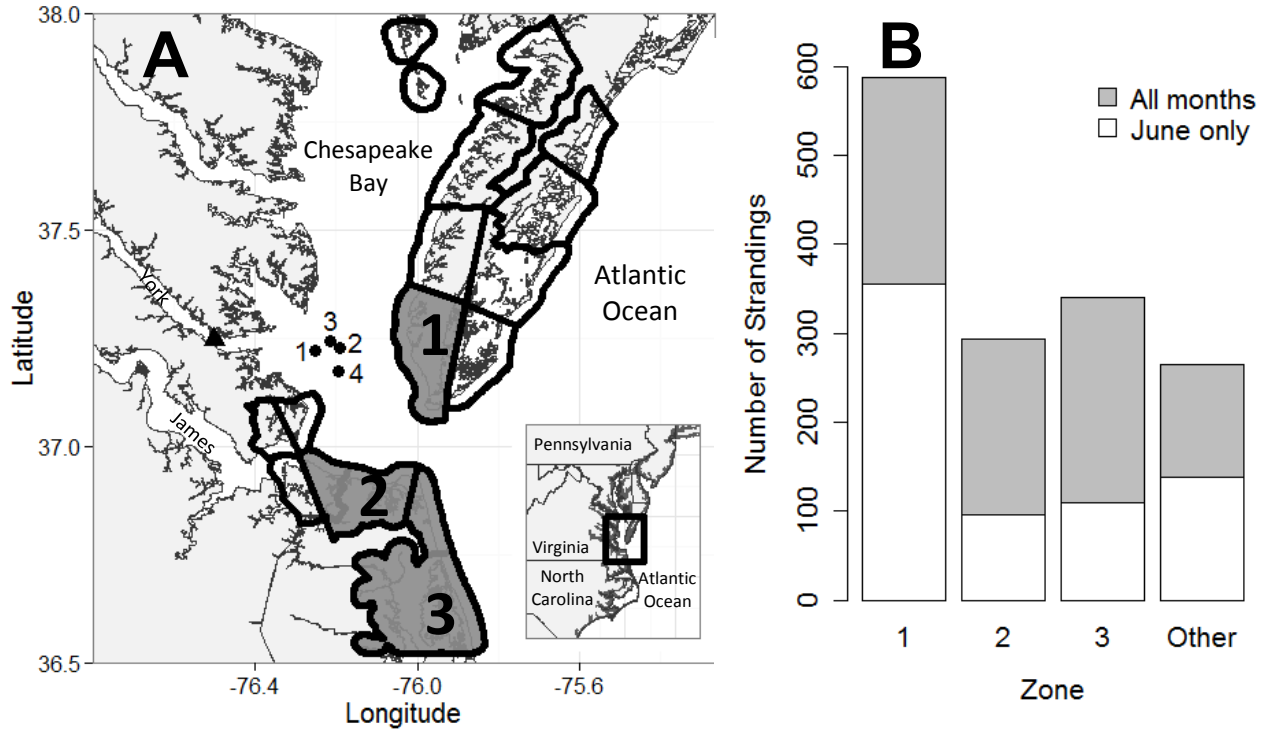 A
38.0
37.5
37.0
36.5
Latitude
-76.4
-76.0
-75.6
Longitude
Chesapeake
Bay
Atlantic
Ocean
York
James
1
3
2
4
1
2
3
Pennsylvania
Virginia
North
Carolina
Atlantic
Ocean
B
All months
June only
600
500
400
300
200
100
0
Number of Strandings
1
2
3
Other
Zone